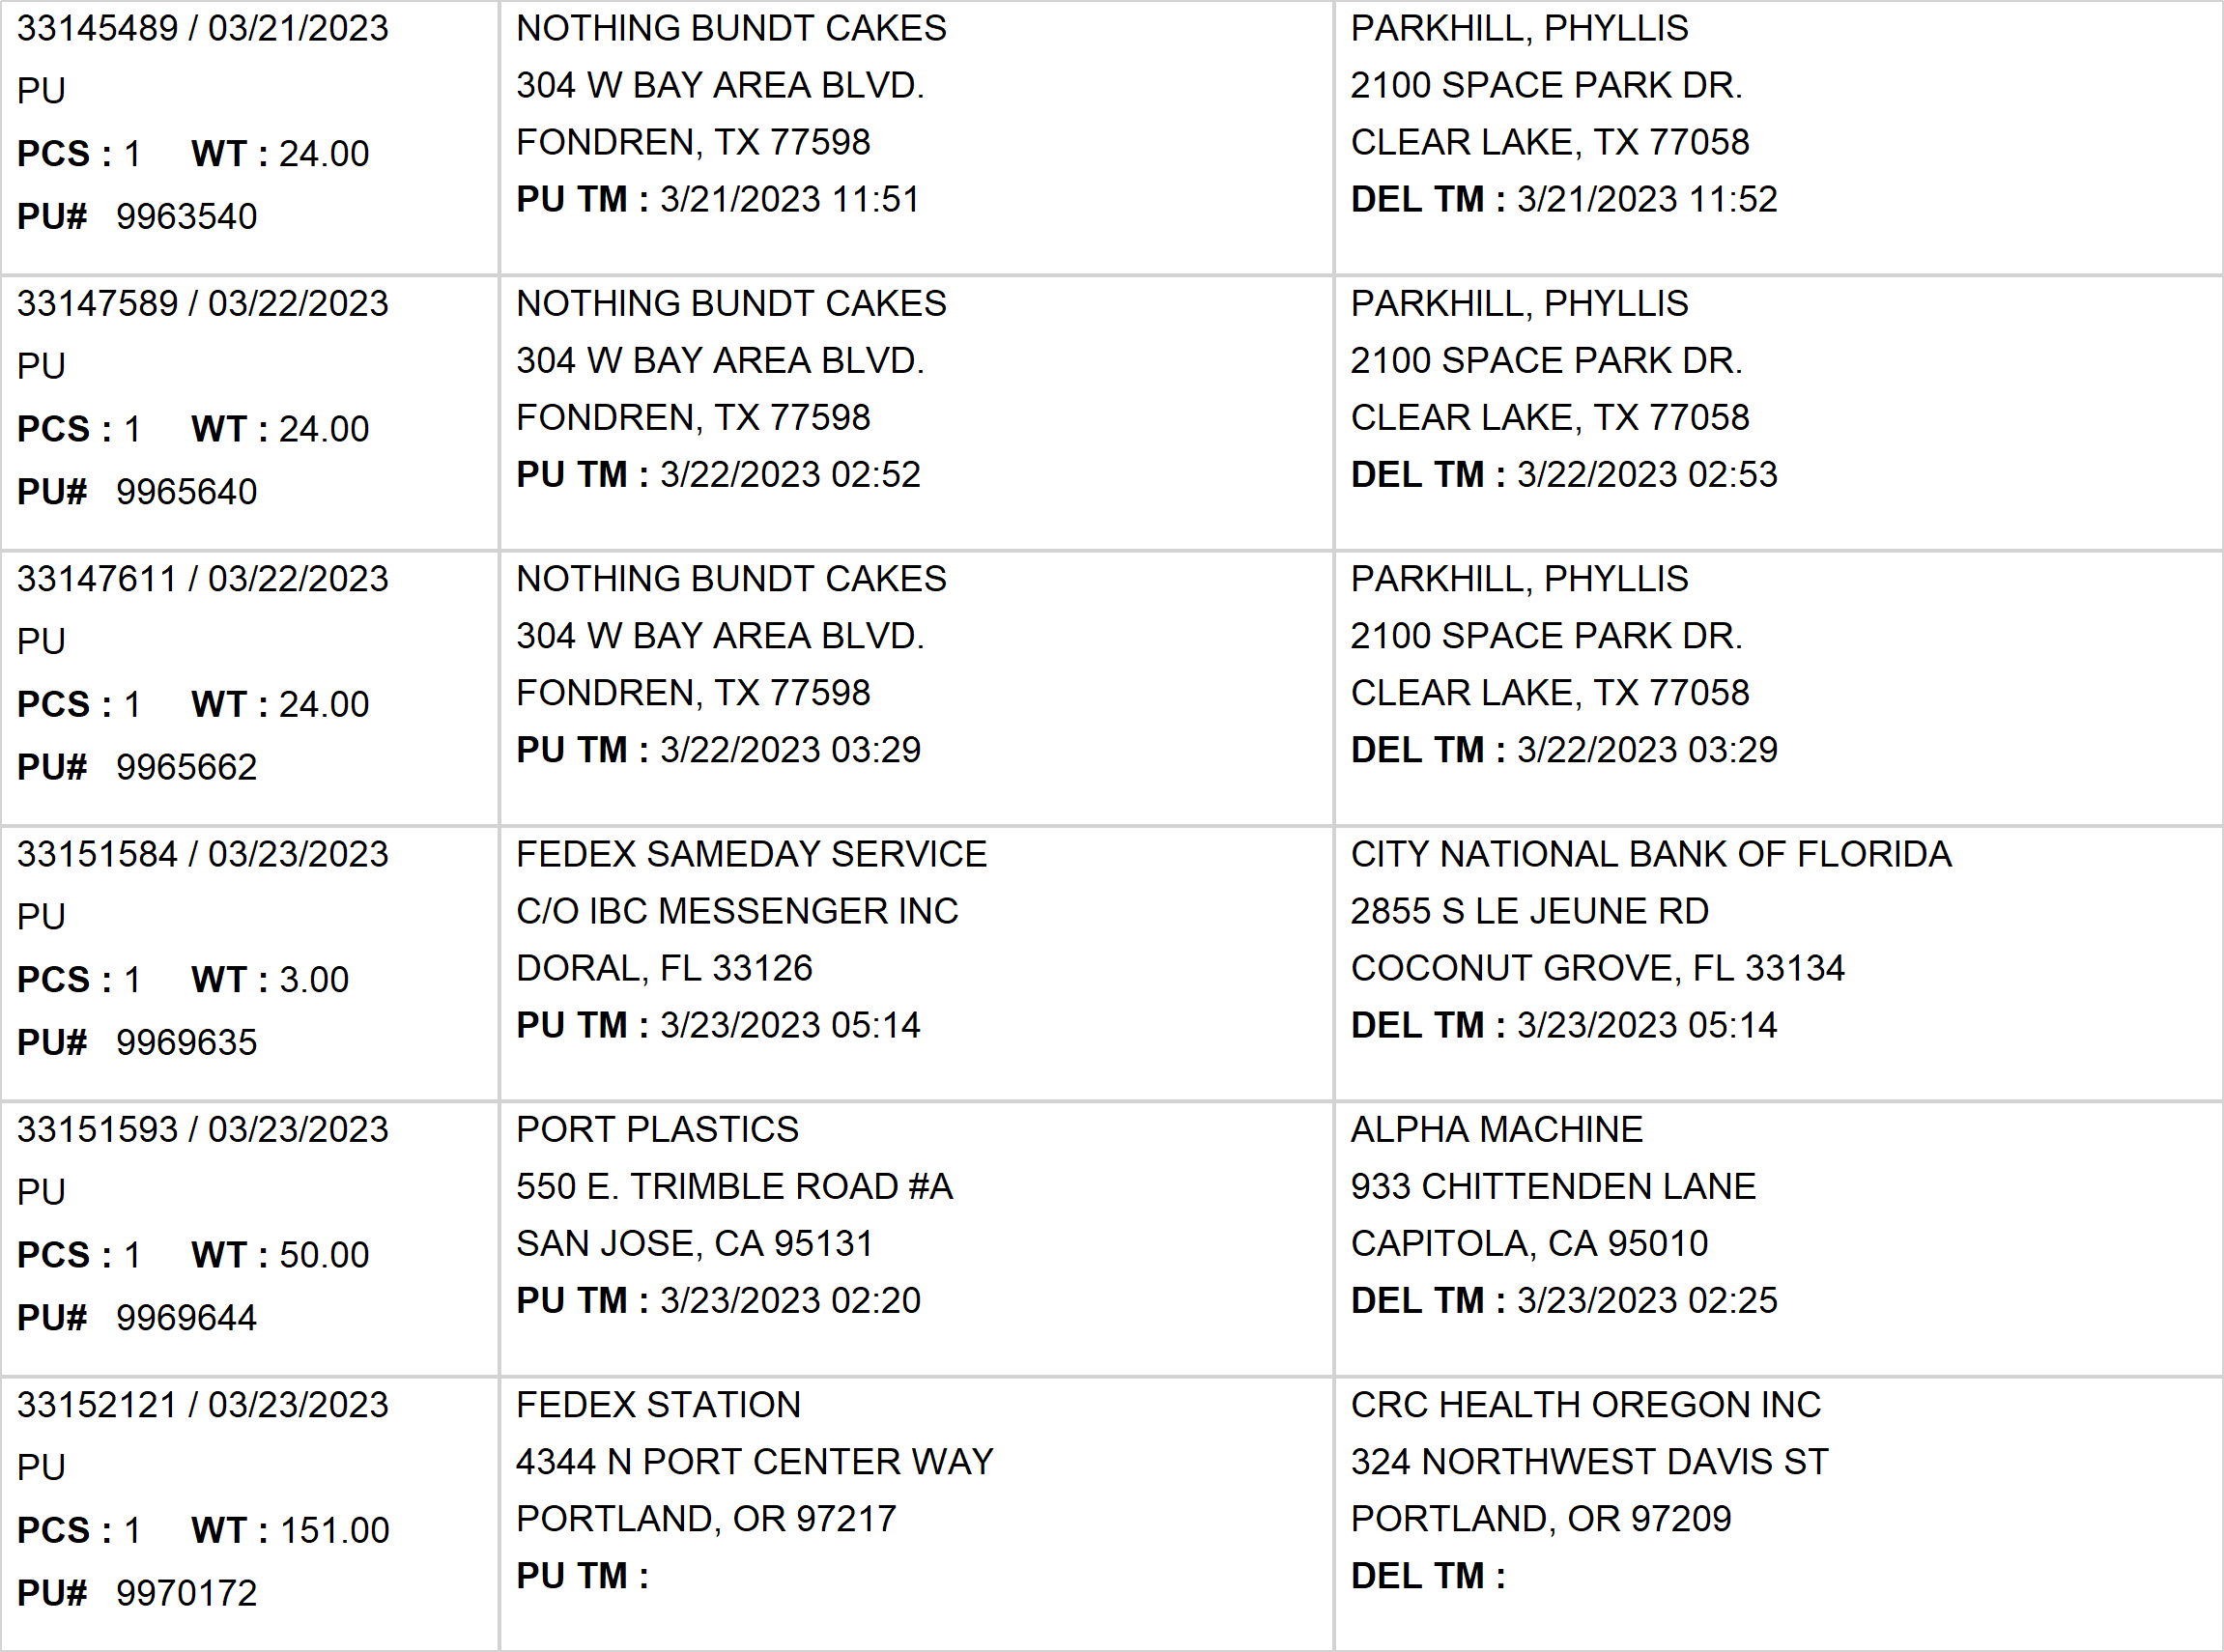 33145489 / 03/21/2023
PU
PCS : 1 WT : 24.00
PU# 9963540
NOTHING BUNDT CAKES
304 W BAY AREA BLVD.
FONDREN, TX 77598
PU TM : 3/21/2023 11:51
PARKHILL, PHYLLIS
2100 SPACE PARK DR.
CLEAR LAKE, TX 77058
DEL TM : 3/21/2023 11:52
33147589 / 03/22/2023
PU
PCS : 1 WT : 24.00
PU# 9965640
NOTHING BUNDT CAKES
304 W BAY AREA BLVD.
FONDREN, TX 77598
PU TM : 3/22/2023 02:52
PARKHILL, PHYLLIS
2100 SPACE PARK DR.
CLEAR LAKE, TX 77058
DEL TM : 3/22/2023 02:53
33147611 / 03/22/2023
PU
PCS : 1 WT : 24.00
PU# 9965662
NOTHING BUNDT CAKES
304 W BAY AREA BLVD.
FONDREN, TX 77598
PU TM : 3/22/2023 03:29
PARKHILL, PHYLLIS
2100 SPACE PARK DR.
CLEAR LAKE, TX 77058
DEL TM : 3/22/2023 03:29
33151584 / 03/23/2023
PU
PCS : 1 WT : 3.00
PU# 9969635
FEDEX SAMEDAY SERVICE
C/O IBC MESSENGER INC
DORAL, FL 33126
PU TM : 3/23/2023 05:14
CITY NATIONAL BANK OF FLORIDA
2855 S LE JEUNE RD
COCONUT GROVE, FL 33134
DEL TM : 3/23/2023 05:14
33151593 / 03/23/2023
PU
PCS : 1 WT : 50.00
PU# 9969644
PORT PLASTICS
550 E. TRIMBLE ROAD #A
SAN JOSE, CA 95131
PU TM : 3/23/2023 02:20
ALPHA MACHINE
933 CHITTENDEN LANE
CAPITOLA, CA 95010
DEL TM : 3/23/2023 02:25
33152121 / 03/23/2023
PU
PCS : 1 WT : 151.00
PU# 9970172
FEDEX STATION
4344 N PORT CENTER WAY
PORTLAND, OR 97217
PU TM :
CRC HEALTH OREGON INC
324 NORTHWEST DAVIS ST
PORTLAND, OR 97209
DEL TM :